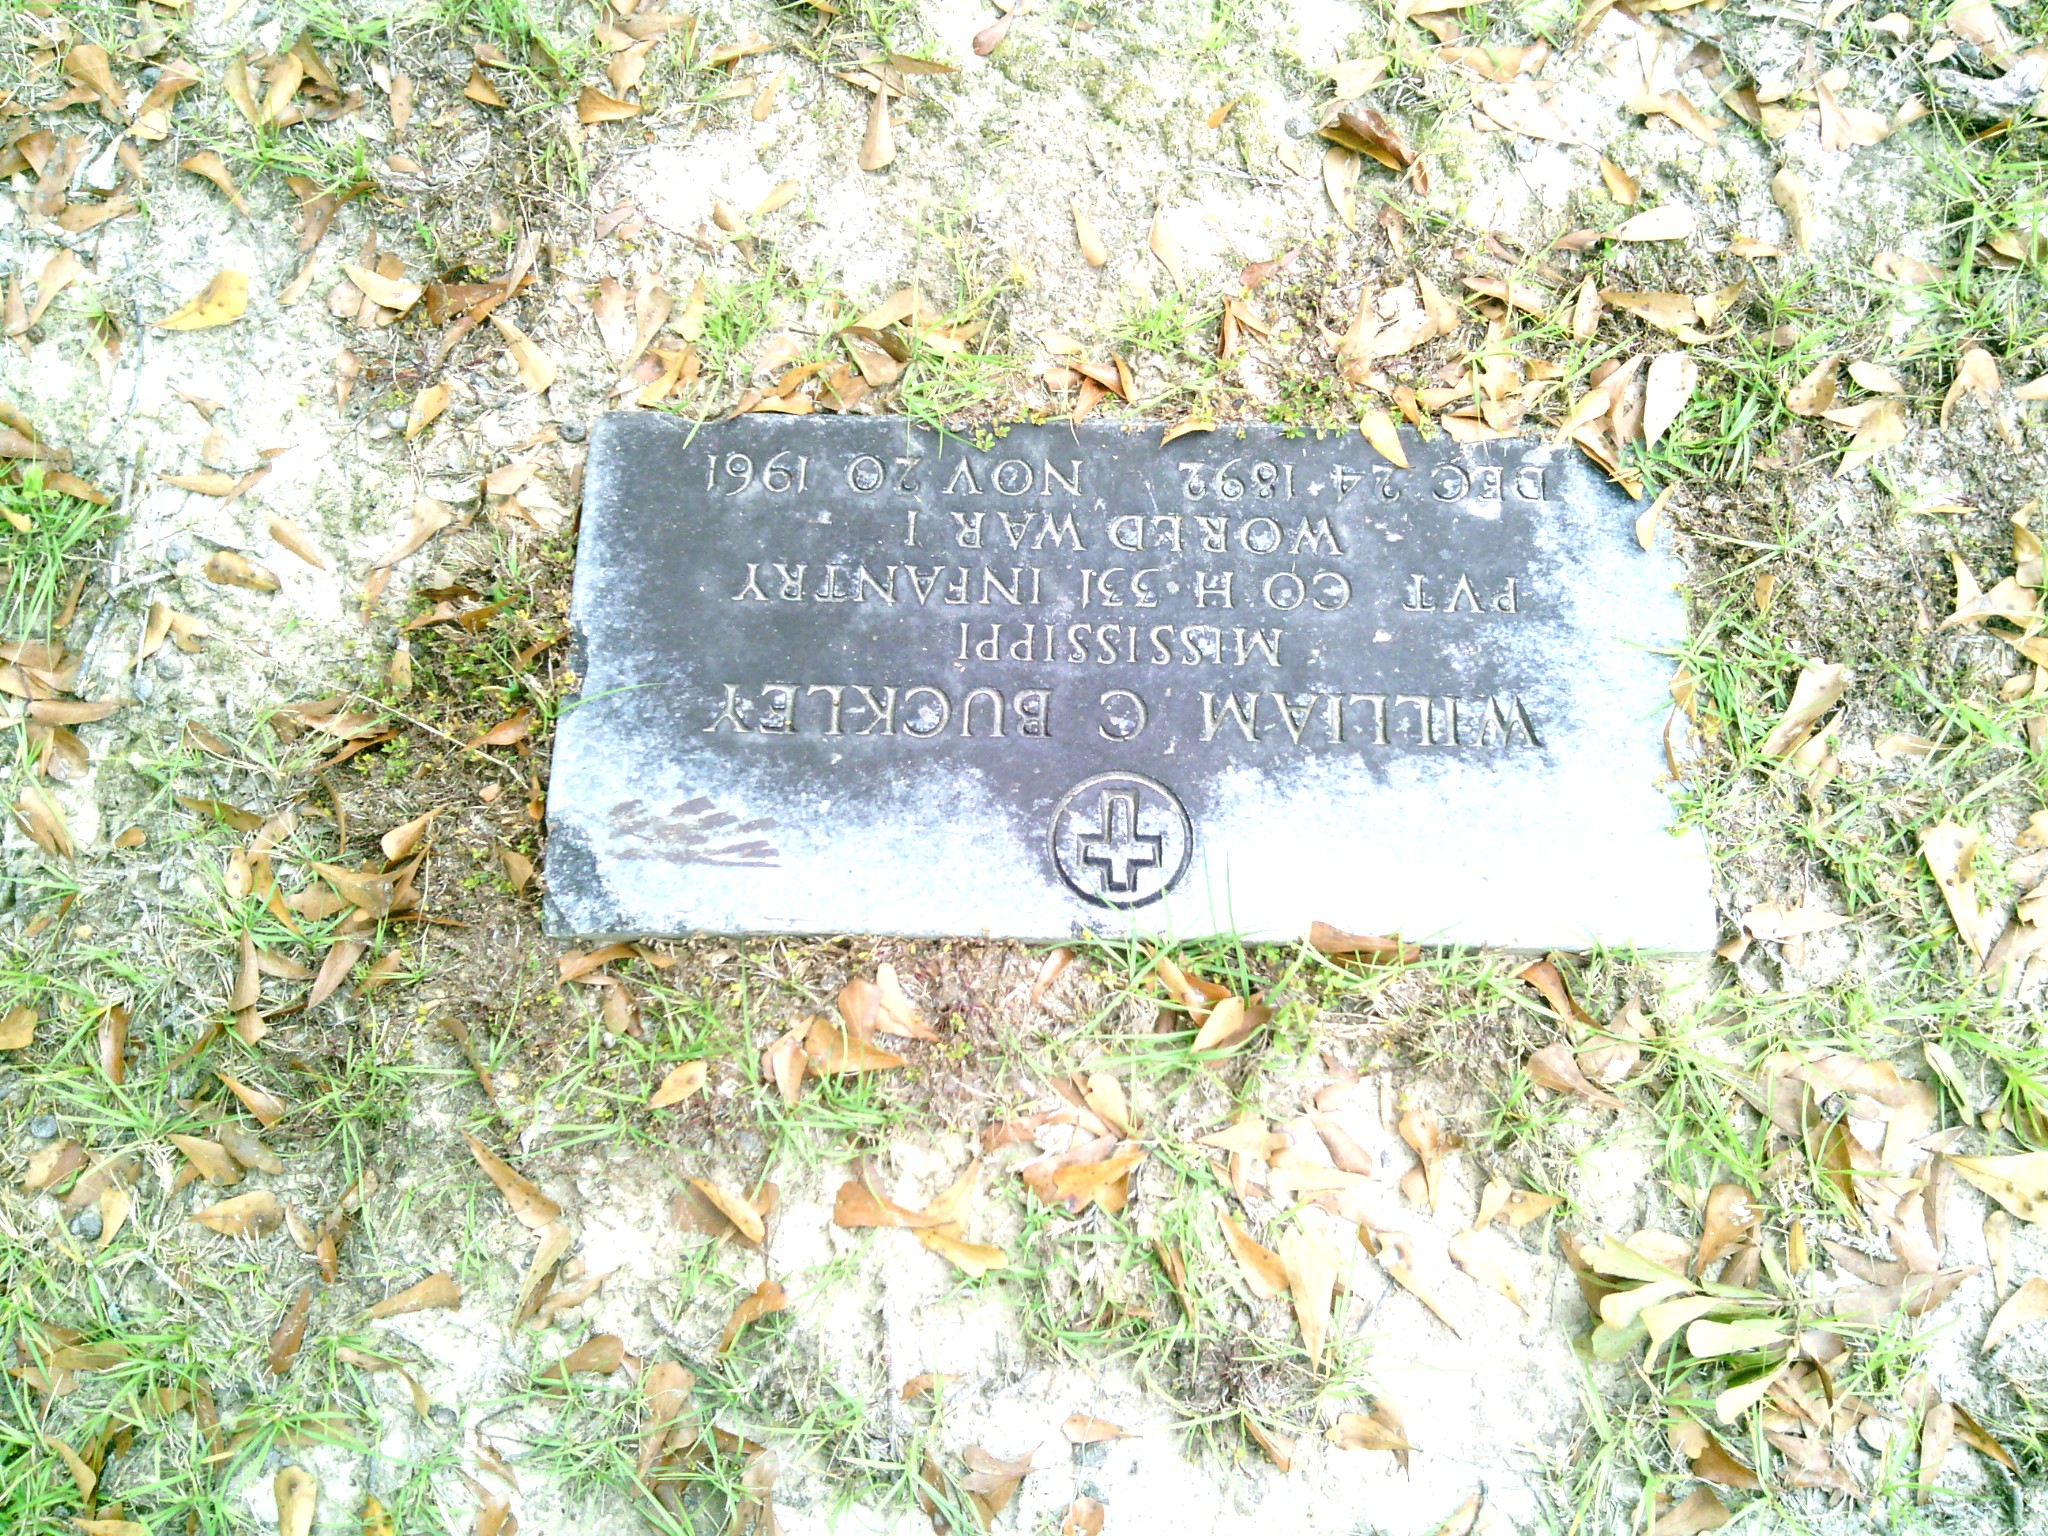 WILLIAM C BUCKLEY
MISSISSIPPI
PVT CO H 331 INFANTRY
WORLD WAR I
DEC 24 1892 NOV 20 1961